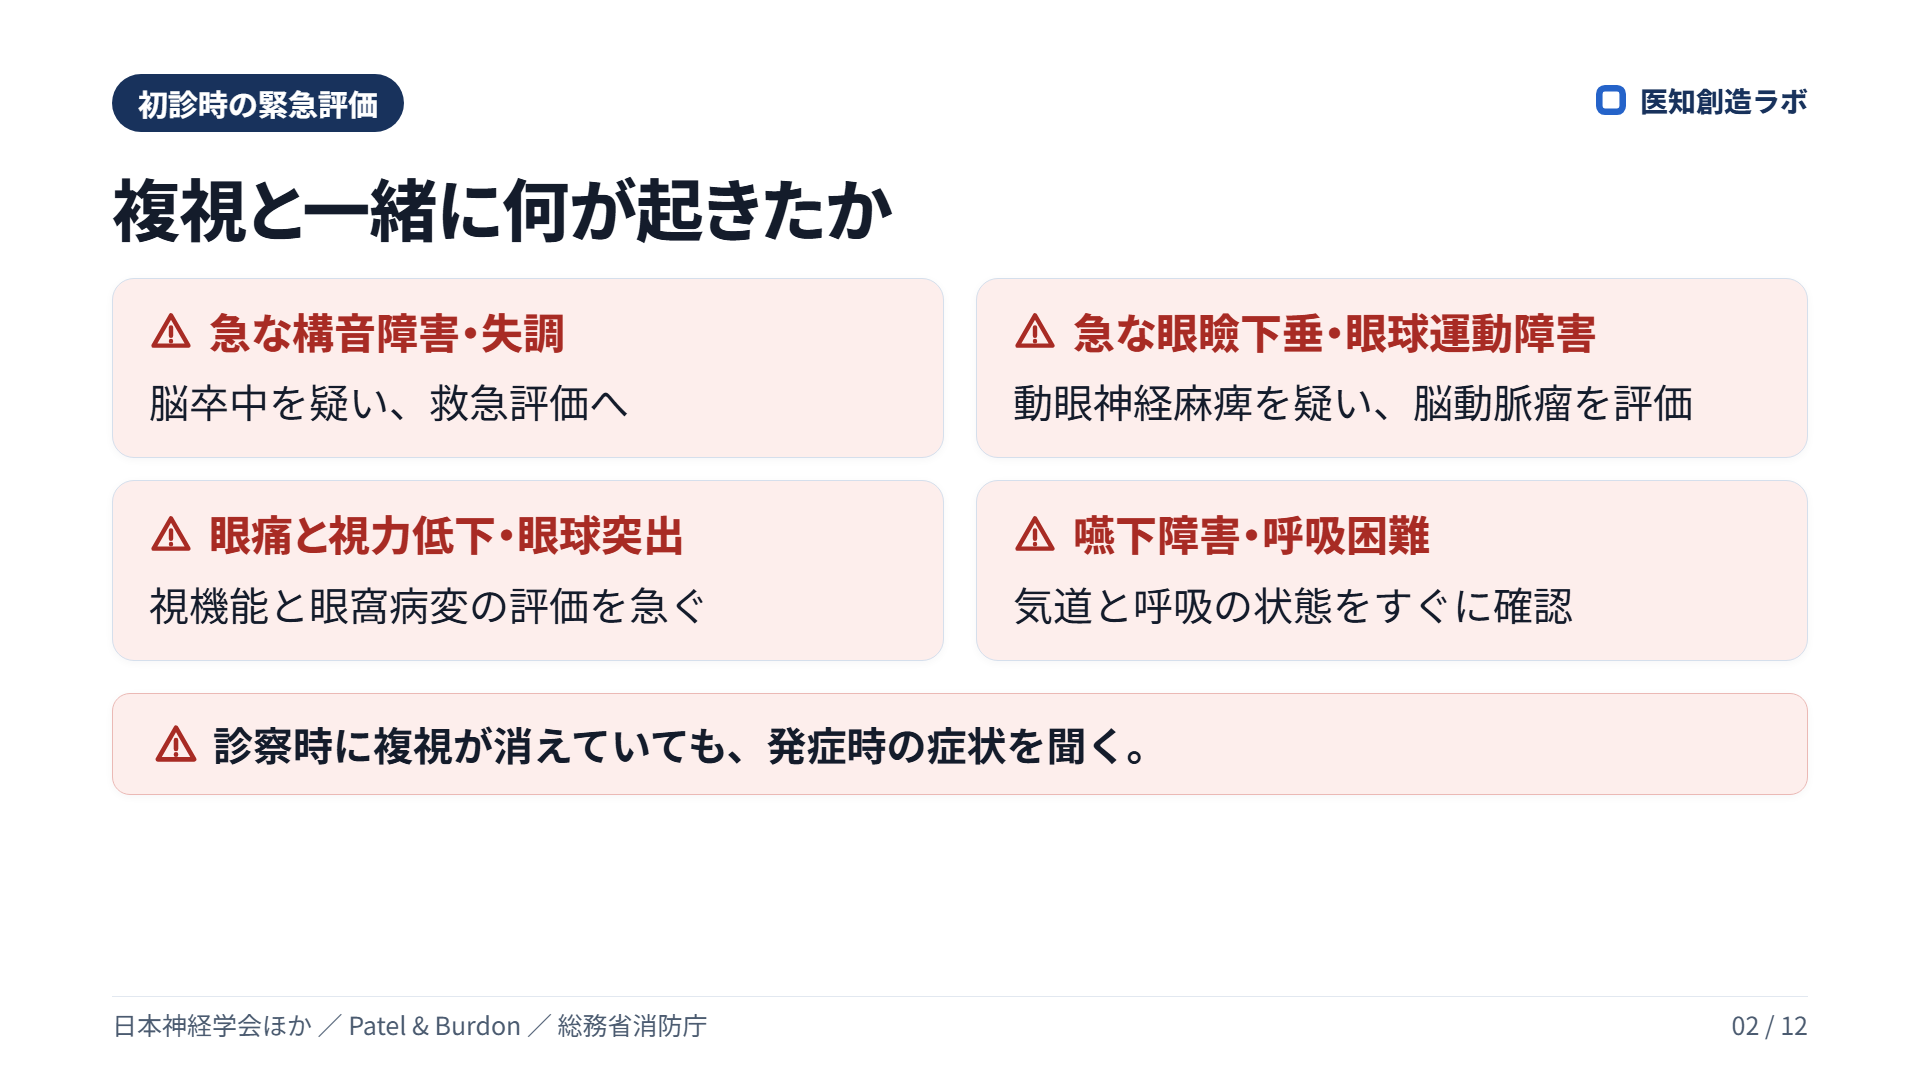 初診時の緊急評価
医知創造ラボ
複視と一緒に何が起きたか
急な構音障害・失調
脳卒中を疑い、救急評価へ
急な眼瞼下垂・眼球運動障害
動眼神経麻痺を疑い、脳動脈瘤を評価
眼痛と視力低下・眼球突出
視機能と眼窩病変の評価を急ぐ
嚥下障害・呼吸困難
気道と呼吸の状態をすぐに確認
診察時に複視が消えていても、発症時の症状を聞く。
日本神経学会ほか ／ Patel & Burdon ／ 総務省消防庁
02 / 12